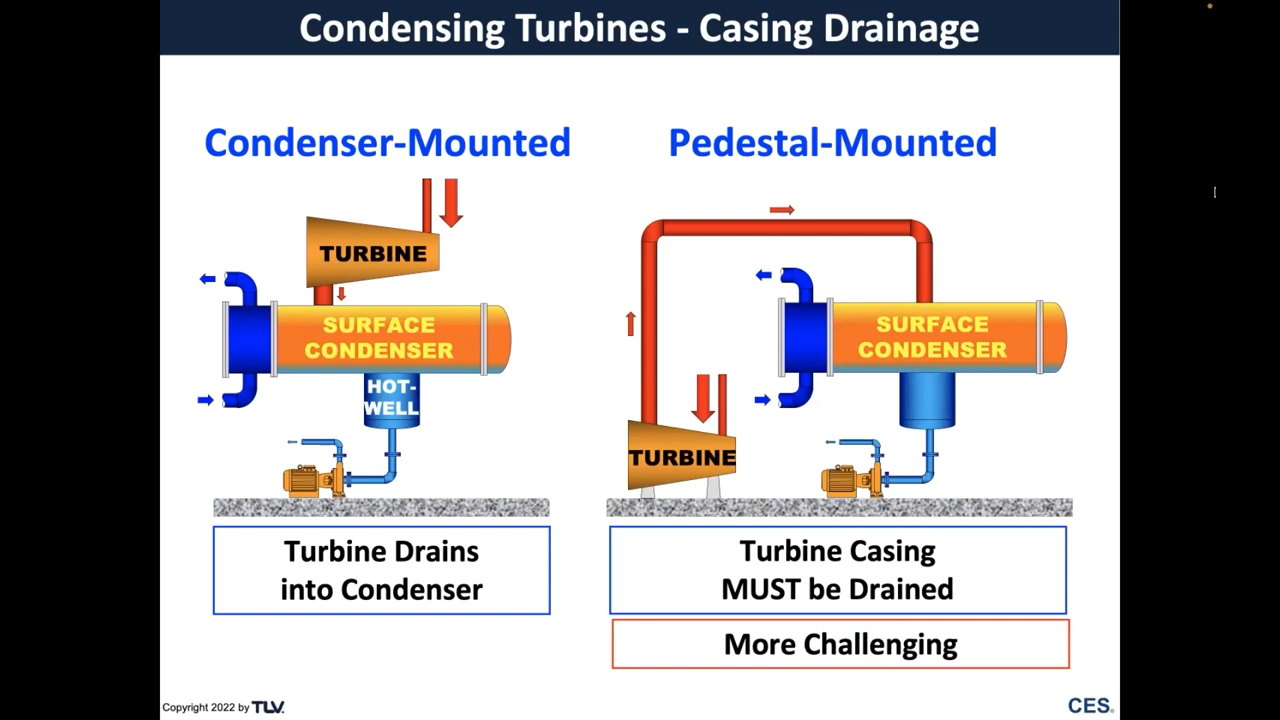 Condensing Turbines - Casing Drainage
Condenser-Mounted
Pedestal-Mounted
TURBINE
SURFACE
CONDENSER
HOT-
WELL
SURFACE
CONDENSER
TURBINE
Turbine Drains
into Condenser
Turbine Casing
MUST be Drained
More Challenging
Copyright 2022 by TLV.
CES®